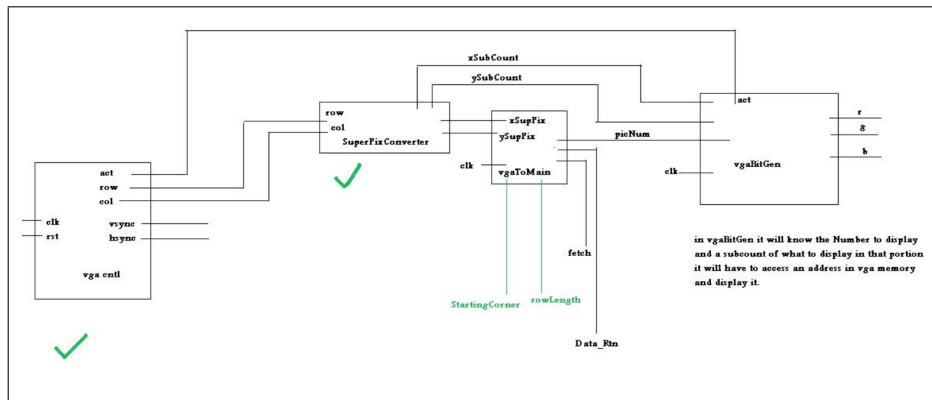 xSubCount
ySubCount
act
r
g
b
row
col
SuperPixConverter
xSupPix
ySupPix
picNum
clk
vgaToMain
vgaBitGen
clk
act
row
col
clk
rst
vsync
hsync
vga cntl
fetch
StartingCorner
rowLength
Data_Rtn
in vgaBitGen it will know the Number to display
and a subcount of what to display in that portion
it will have to access an address in vga memory
and display it.